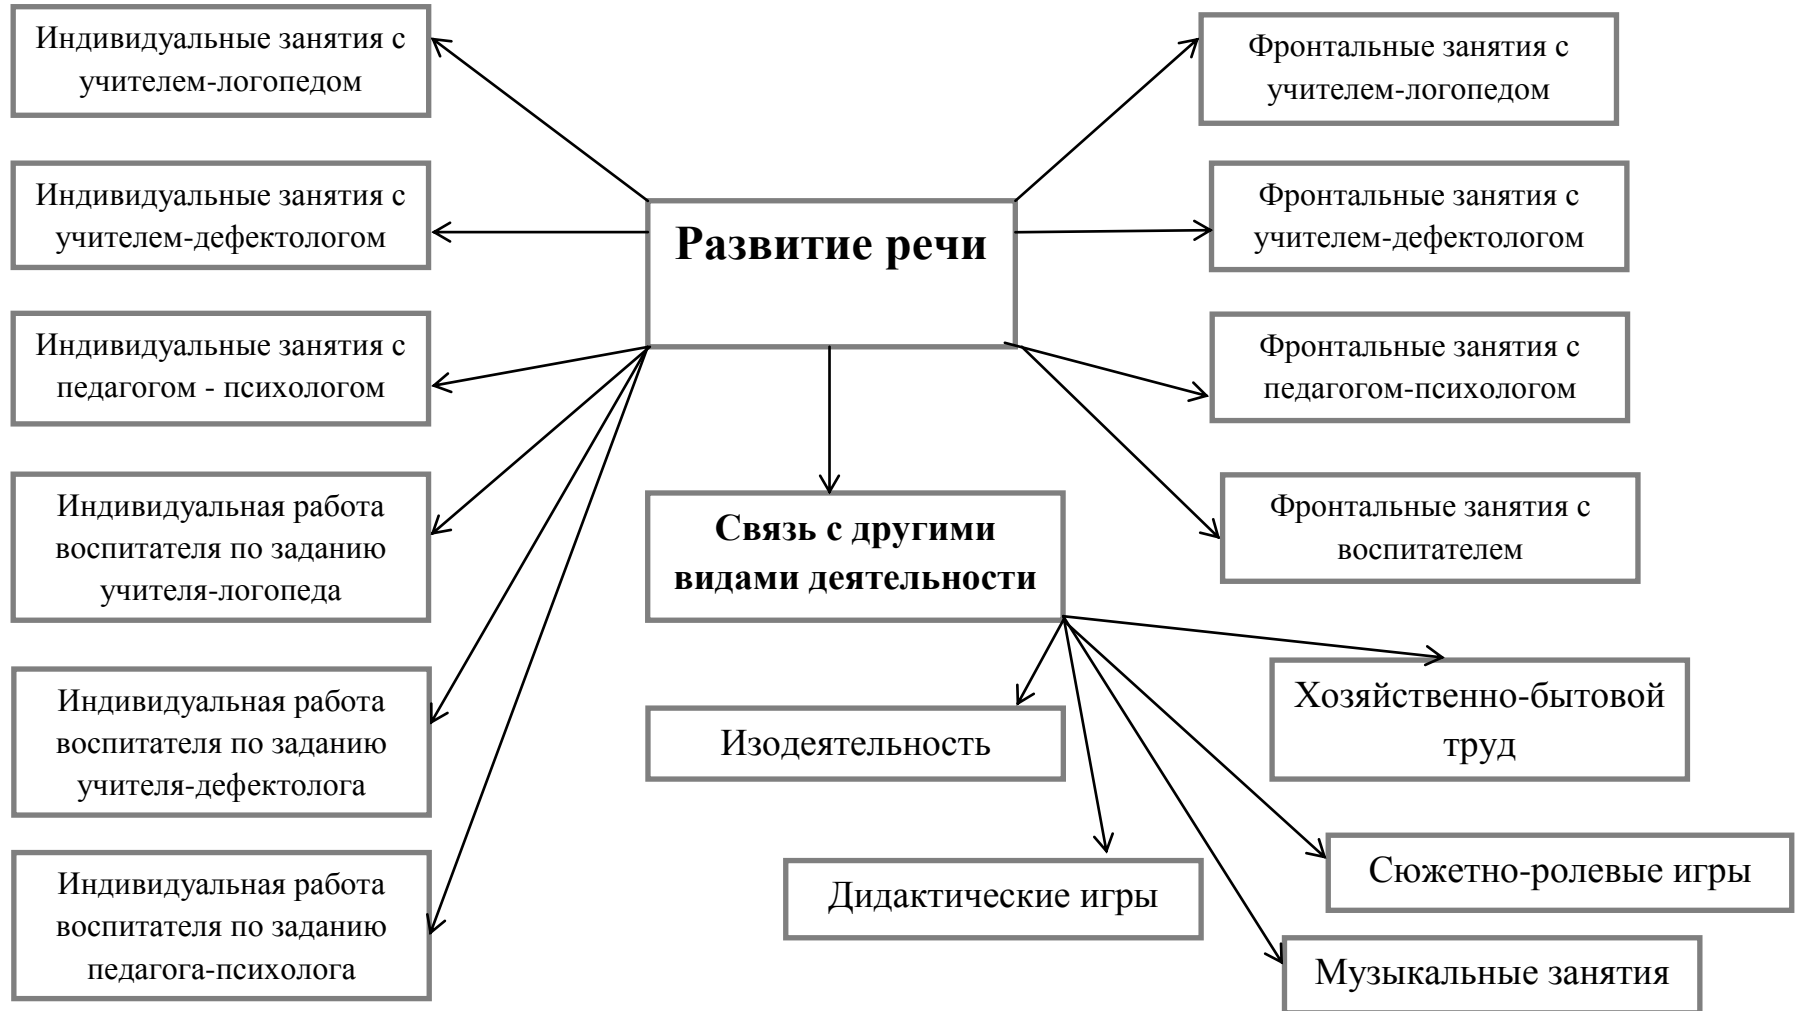 Индивидуальные занятия с
учителем-логопедом
Фронтальные занятия с
учителем-логопедом
Индивидуальные занятия с
учителем-дефектологом
Развитие речи
Фронтальные занятия с
учителем-дефектологом
Индивидуальные занятия с
педагогом - психологом
Фронтальные занятия с
педагогом-психологом
Индивидуальная работа
воспитателя по заданию
учителя-логопеда
Связь с другими
видами деятельности
Фронтальные занятия с
воспитателем
Индивидуальная работа
воспитателя по заданию
учителя-дефектолога
Изодеятельность
Хозяйственно-бытовой
труд
Индивидуальная работа
воспитателя по заданию
педагога-психолога
Дидактические игры
Сюжетно-ролевые игры
Музыкальные занятия